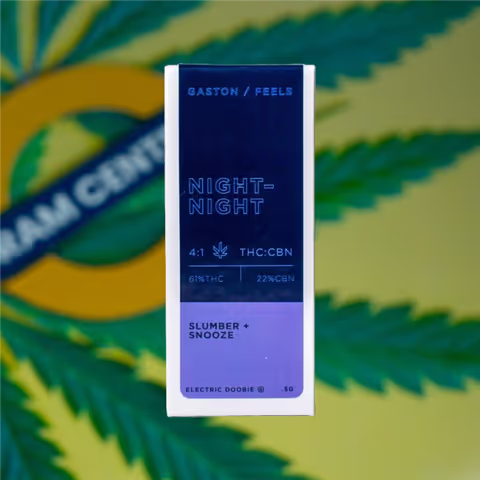 GASTON / FEELS
NIGHT-
NIGHT
4:1 THC:CBN
61%THC 22%CBN
SLUMBER +
SNOOZE
ELECTRIC DOOBIE .5G
RAM CENT